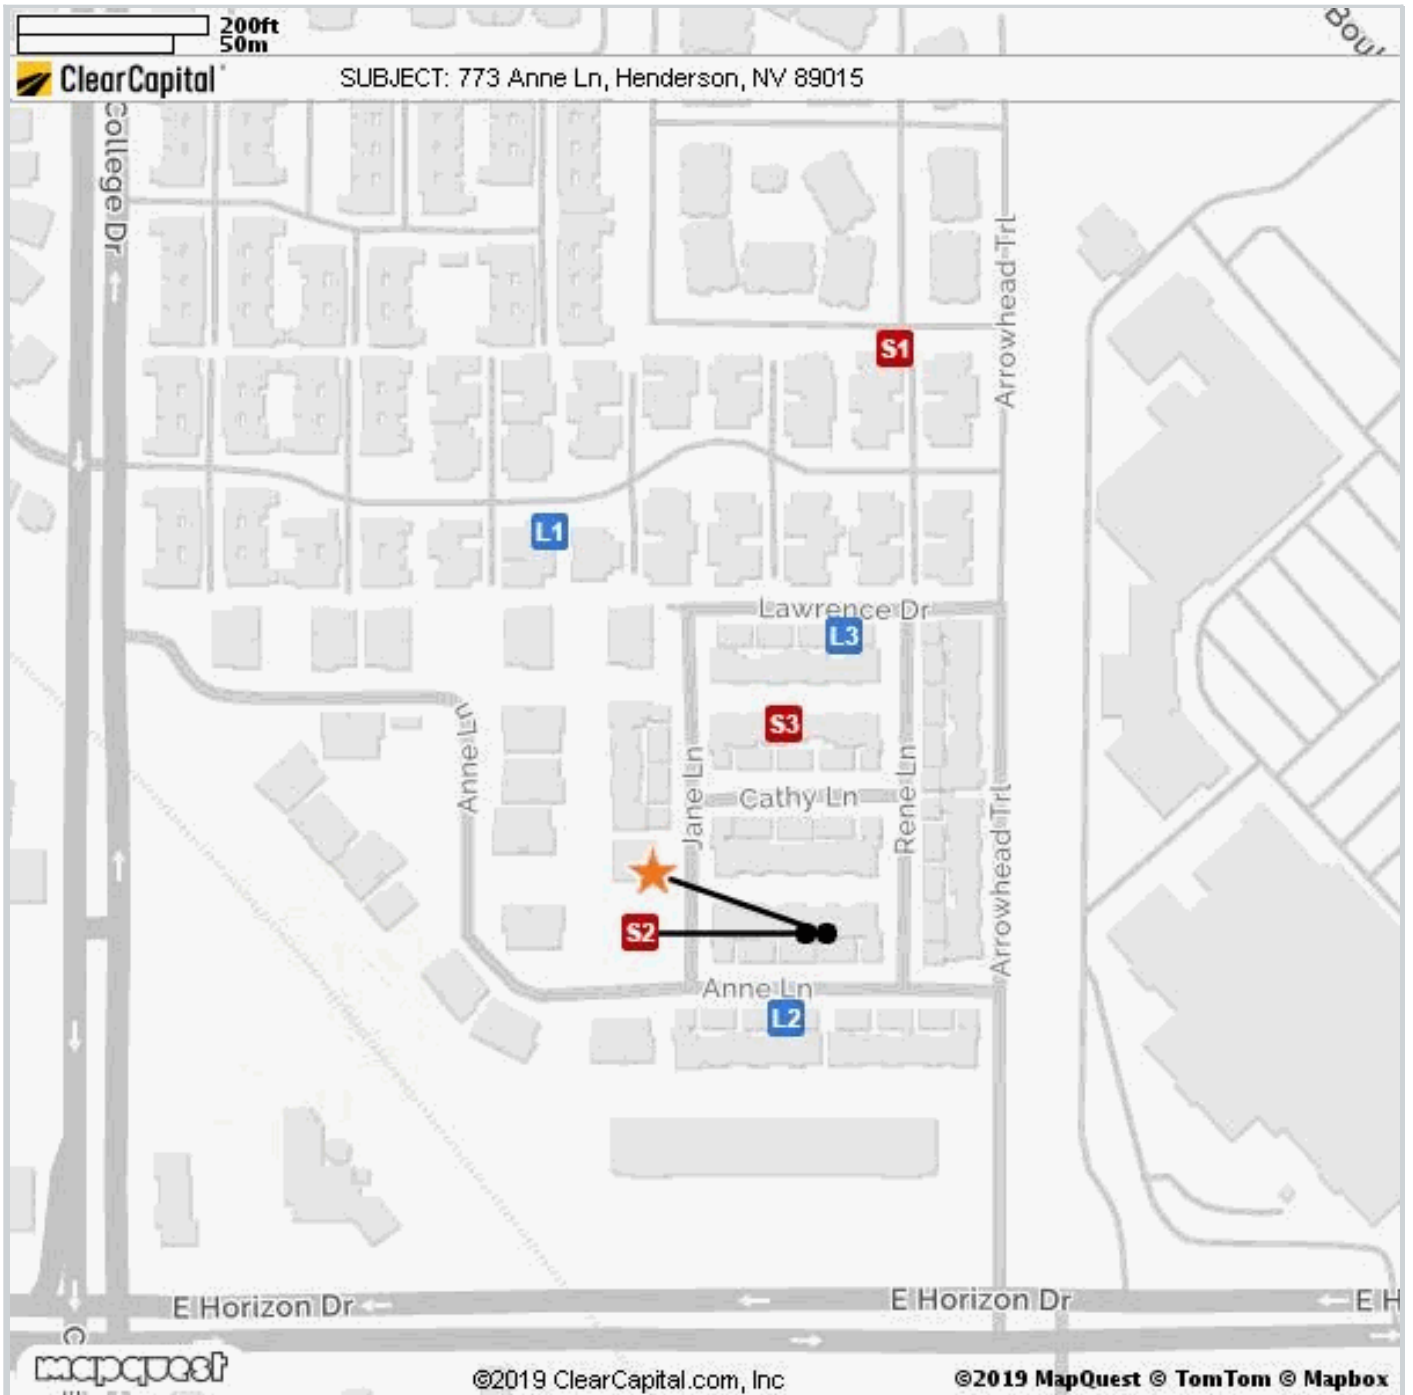 200ft
50m
Boul
ClearCapital
SUBJECT: 773 Anne Ln, Henderson, NV 89015
College Dr
Arrowhead Trl
S1
L1
Lawrence Dr
L3
S3
Anne Ln
Jane Ln
Cathy Ln
Rene Ln
Arrowhead Trl
S2
Anne Ln
L2
E Horizon Dr
E Horizon Dr
E H
C
mapquest
©2019 ClearCapital.com, Inc
©2019 MapQuest © TomTom © Mapbox